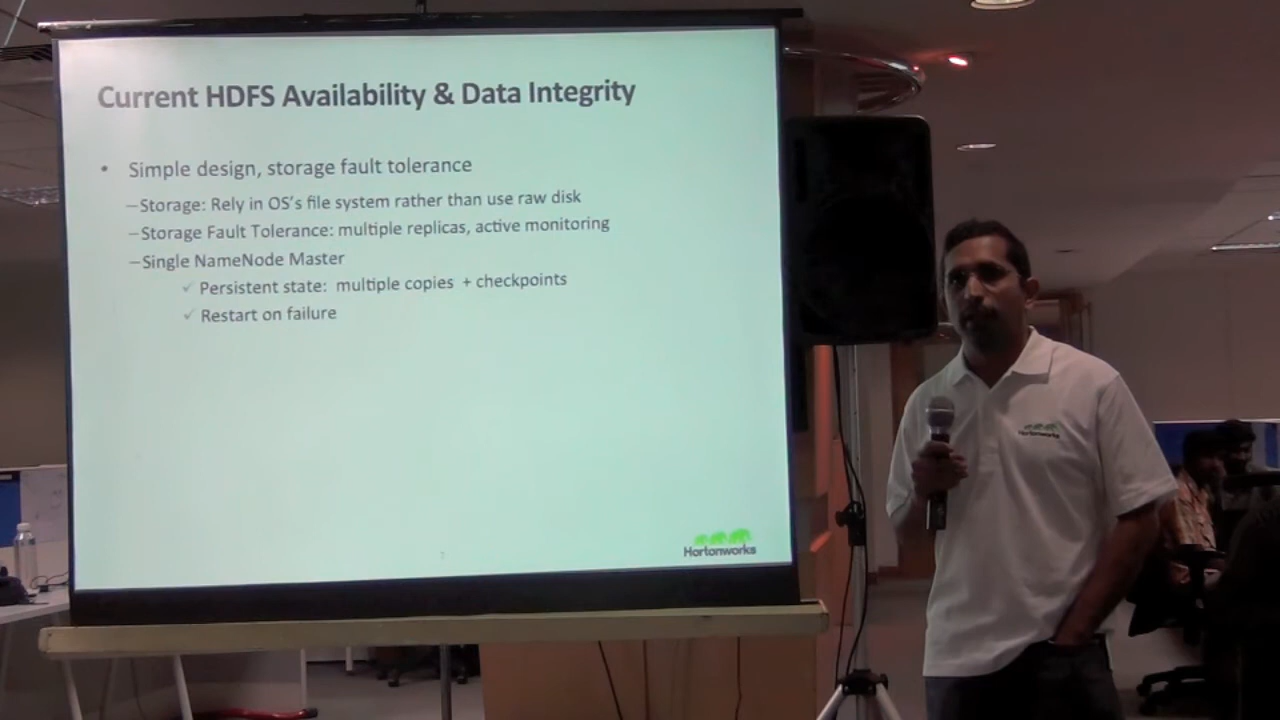 Current HDFS Availability & Data Integrity
• Simple design, storage fault tolerance
–Storage: Rely in OS's file system rather than use raw disk
–Storage Fault Tolerance: multiple replicas, active monitoring
–Single NameNode Master
✓ Persistent state: multiple copies + checkpoints
✓ Restart on failure
Hortonworks
Hortonworks